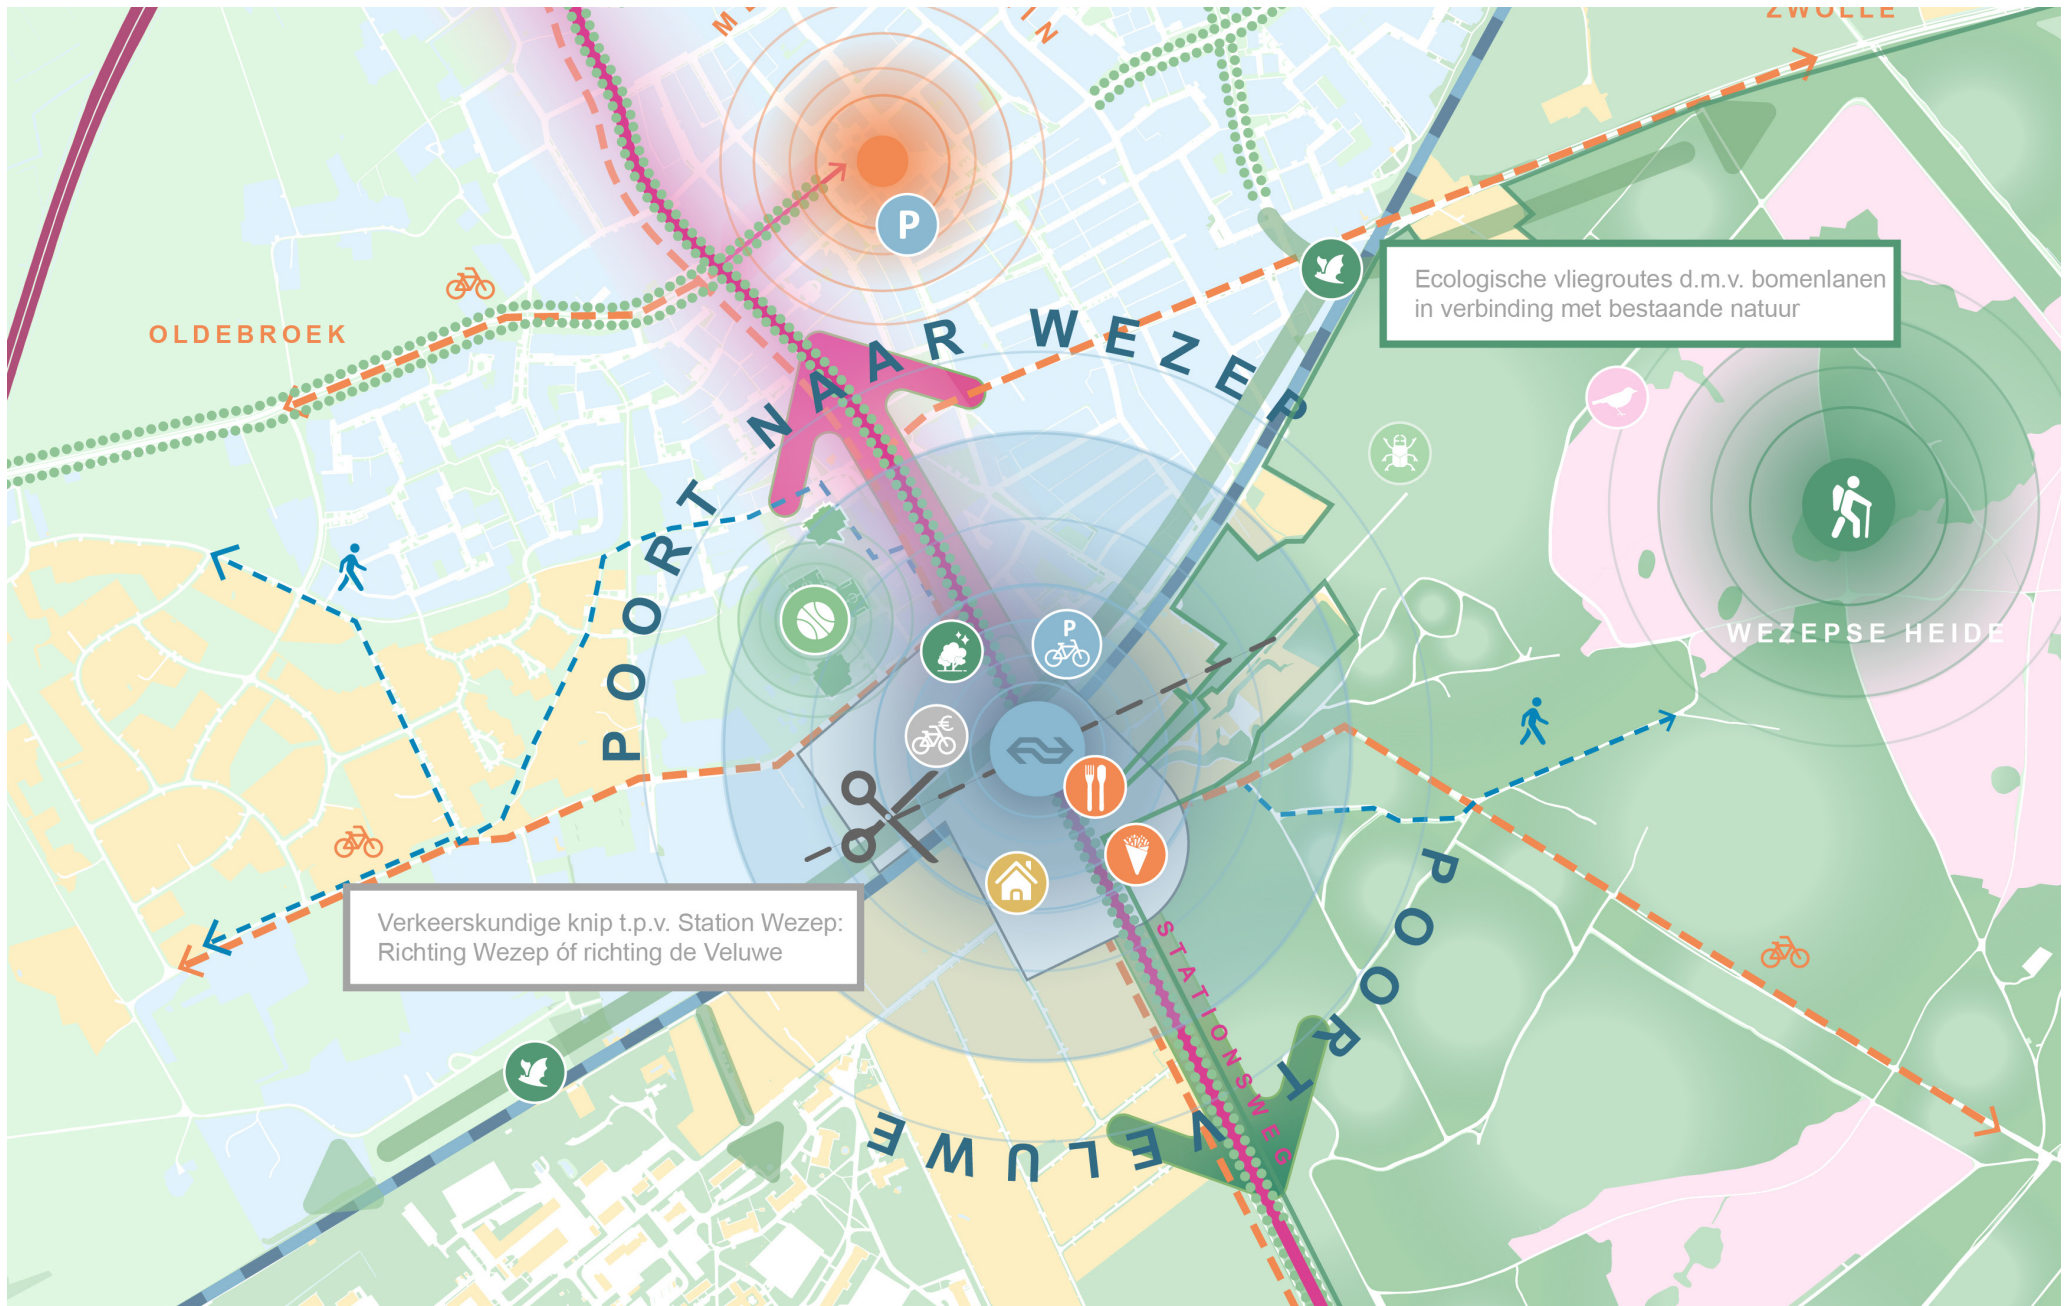 ZWOLLE
P
OLDEBROEK
Ecologische vliegroutes d.m.v. bomenlanen
in verbinding met bestaande natuur
POORT NAAR WEZEP
P
WEZEPSE HEIDE
€
Verkeerskundige knip t.p.v. Station Wezep:
Richting Wezep óf richting de Veluwe
STATIONSWEG
POORT VELUWE